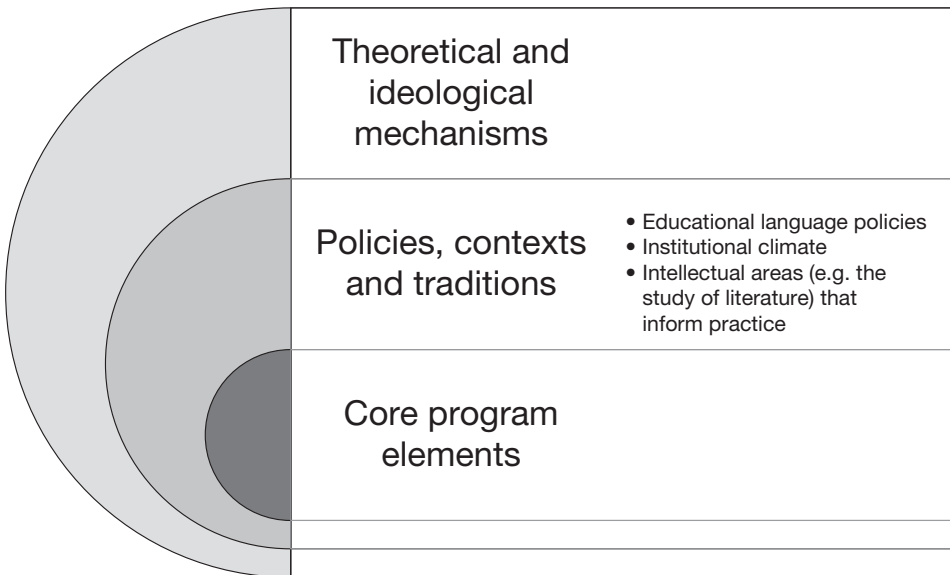 Theoretical and
ideological
mechanisms
Policies, contexts
and traditions
• Educational language policies
• Institutional climate
• Intellectual areas (e.g. the
study of literature) that
inform practice
Core program
elements